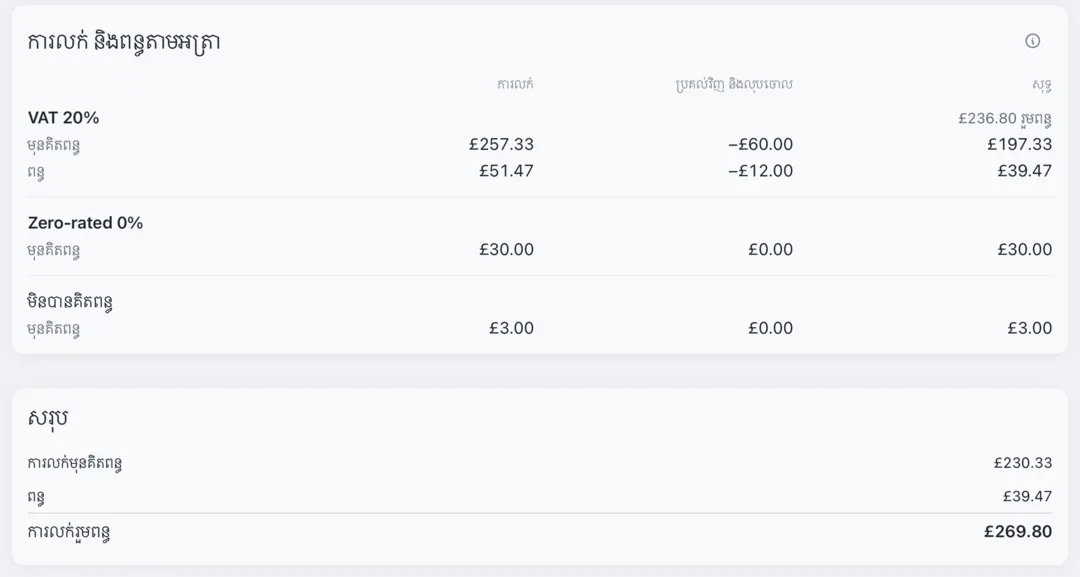 ការលក់ និងពន្ធតាមអត្រា
ការលក់ ប្រគល់វិញ និងលុបចោល សុទ្ធ
VAT 20% £236.80 រួមពន្ធ
មុនគិតពន្ធ £257.33 −£60.00 £197.33
ពន្ធ £51.47 −£12.00 £39.47
Zero-rated 0%
មុនគិតពន្ធ £30.00 £0.00 £30.00
មិនបានគិតពន្ធ
មុនគិតពន្ធ £3.00 £0.00 £3.00
សរុប
ការលក់មុនគិតពន្ធ £230.33
ពន្ធ £39.47
ការលក់រួមពន្ធ £269.80